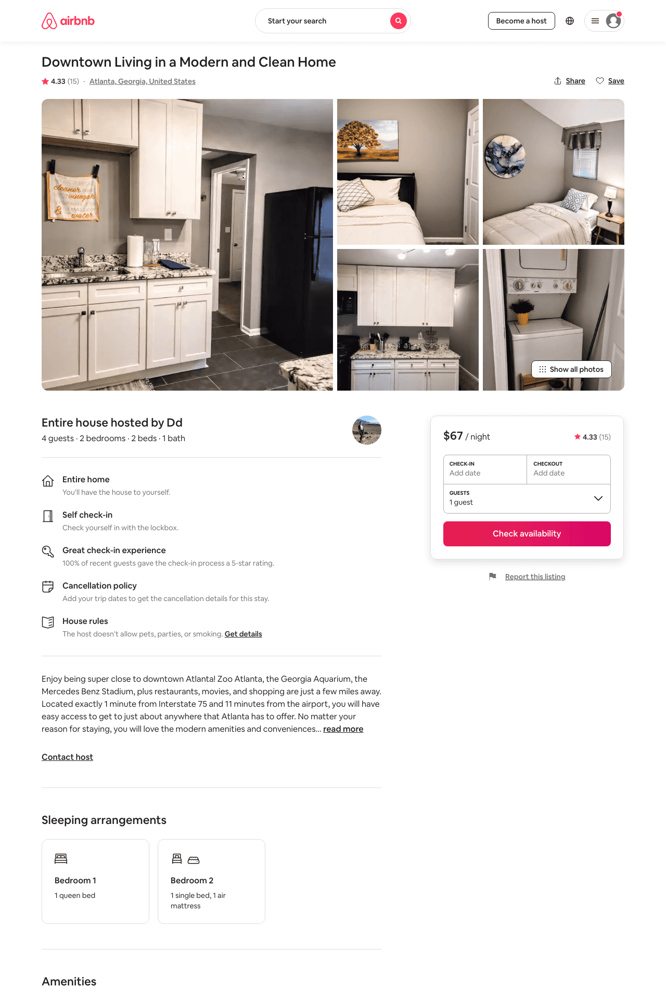 airbnb
Start your search
Become a host
Downtown Living in a Modern and Clean Home
4.33 (15) · Atlanta, Georgia, United States
Share
Save
cleaner
vinegar
&
water
Show all photos
Entire house hosted by Dd
4 guests · 2 bedrooms · 2 beds · 1 bath
$67 / night
4.33 (15)
CHECK-IN
Add date
CHECKOUT
Add date
GUESTS
1 guest
Check availability
Report this listing
Entire home
You’ll have the house to yourself.
Self check-in
Check yourself in with the lockbox.
Great check-in experience
100% of recent guests gave the check-in process a 5-star rating.
Cancellation policy
Add your trip dates to get the cancellation details for this stay.
House rules
The host doesn’t allow pets, parties, or smoking. Get details
Enjoy being super close to downtown Atlanta! Zoo Atlanta, the Georgia Aquarium, the
Mercedes Benz Stadium, plus restaurants, movies, and shopping are just a few miles away.
Located exactly 1 minute from Interstate 75 and 11 minutes from the airport, you will have
easy access to get to just about anywhere that Atlanta has to offer. No matter your
reason for staying, you will love the modern amenities and conveniences... read more
Contact host
Sleeping arrangements
Bedroom 1
1 queen bed
Bedroom 2
1 single bed, 1 air
mattress
Amenities